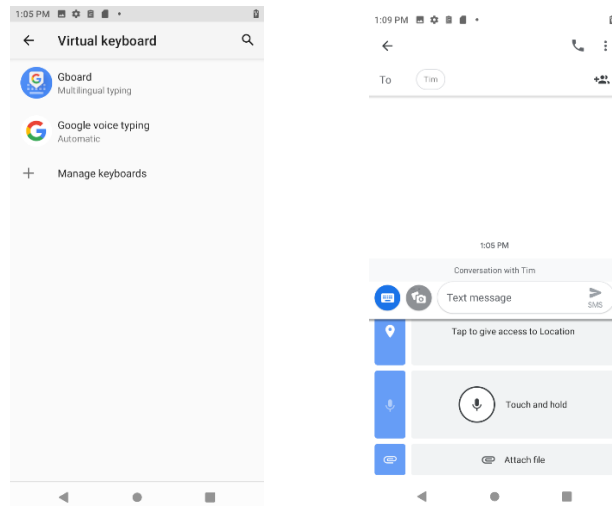 1:05 PM
Virtual keyboard
Gboard
Multilingual typing
Google voice typing
Automatic
Manage keyboards
1:09 PM
To
Tim
1:05 PM
Conversation with Tim
Text message
SMS
Tap to give access to Location
Touch and hold
Attach file